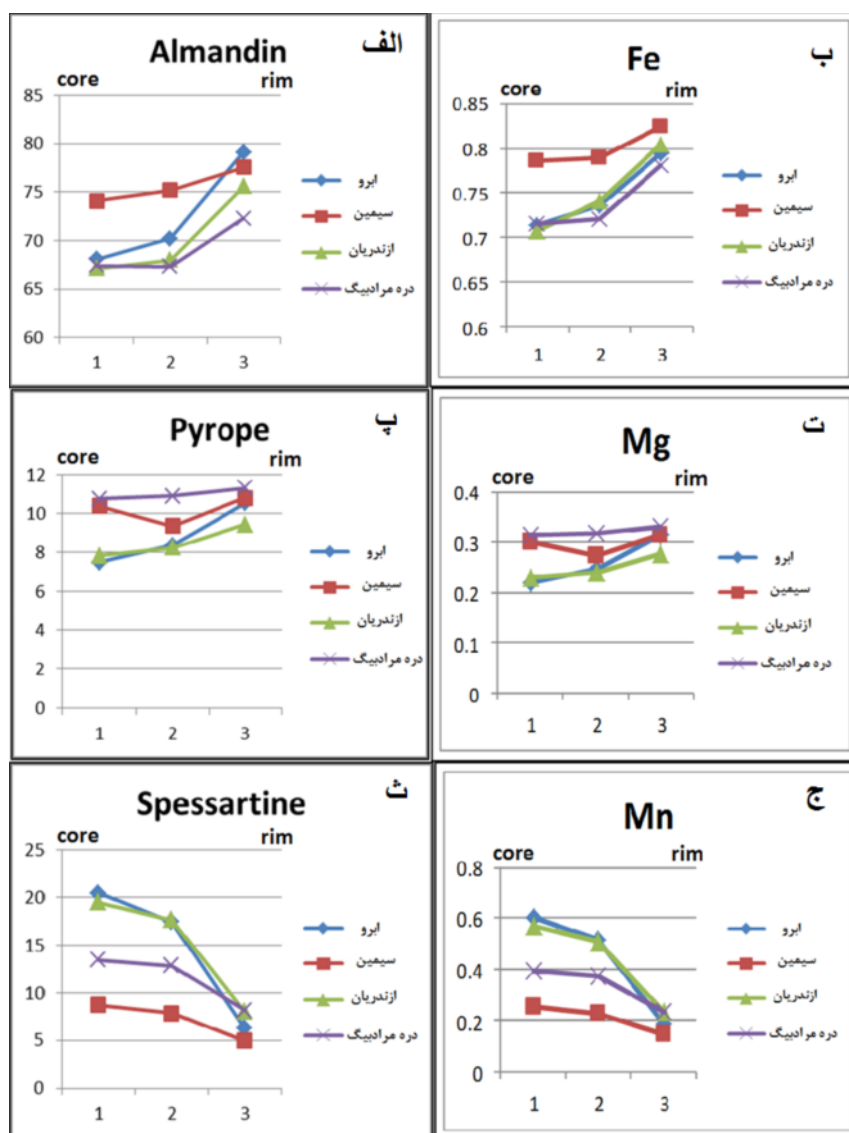 Almandin
الف
core
rim
85
80
75
70
65
60
1 2 3
ابرو
سیمین
ازندریان
دره مرادبیگ
Fe
ب
core
rim
0.85
0.8
0.75
0.7
0.65
0.6
1 2 3
ابرو
سیمین
ازندریان
دره مرادبیگ
Pyrope
پ
core
rim
12
10
8
6
4
2
0
1 2 3
ابرو
سیمین
ازندریان
دره مرادبیگ
Mg
ت
core
rim
0.4
0.3
0.2
0.1
0
1 2 3
ابرو
سیمین
ازندریان
دره مرادبیگ
Spessartine
ث
core
rim
25
20
15
10
5
0
1 2 3
ابرو
سیمین
ازندریان
دره مرادبیگ
Mn
ج
core
rim
0.8
0.6
0.4
0.2
0
1 2 3
ابرو
سیمین
ازندریان
دره مرادبیگ